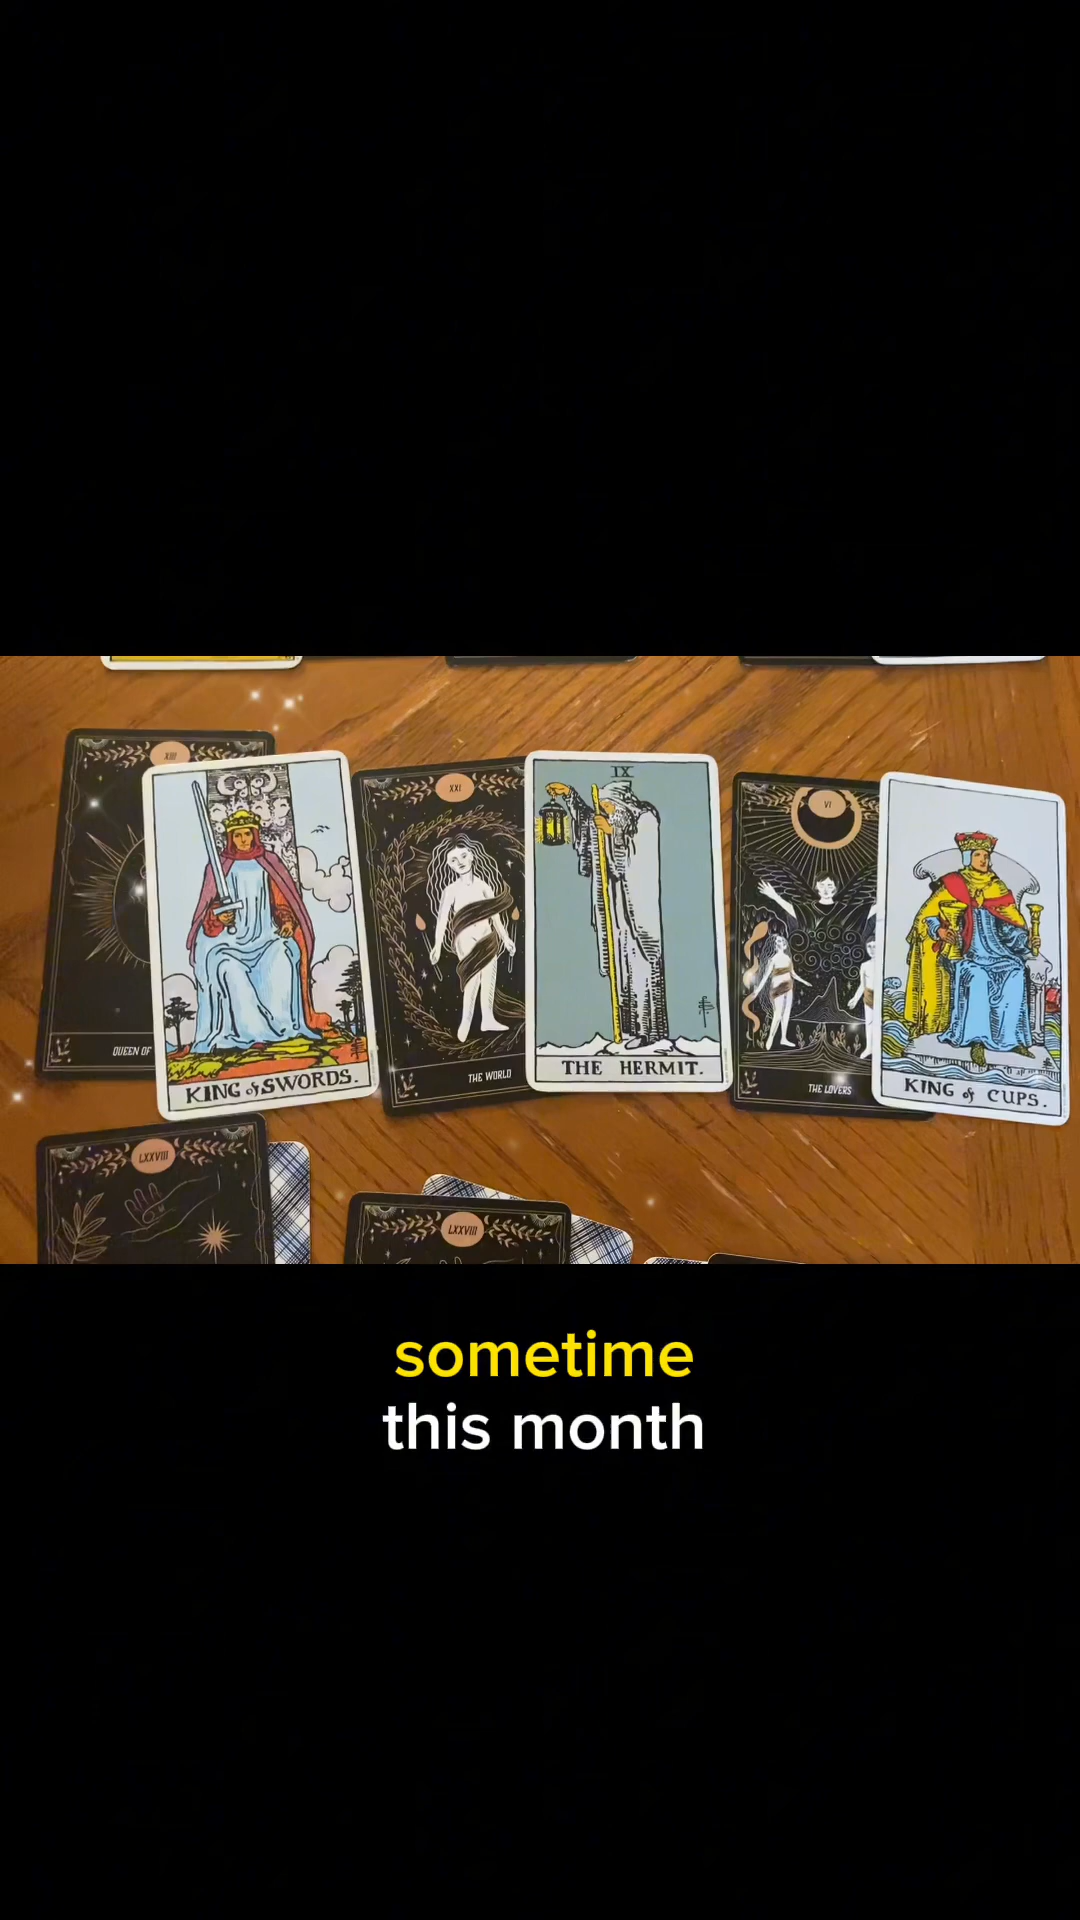 XIII
XXI
IX
VI
QUEEN OF
KING of SWORDS.
THE WORLD
THE HERMIT.
THE LOVERS
KING of CUPS.
LXXVIII
LXXVIII
sometime
this month